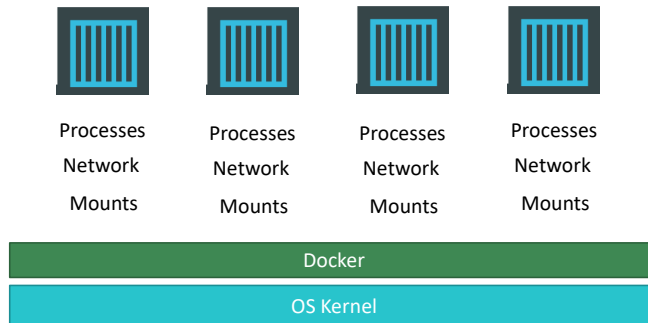 Processes
Network
Mounts
Processes
Network
Mounts
Processes
Network
Mounts
Processes
Network
Mounts
Docker
OS Kernel